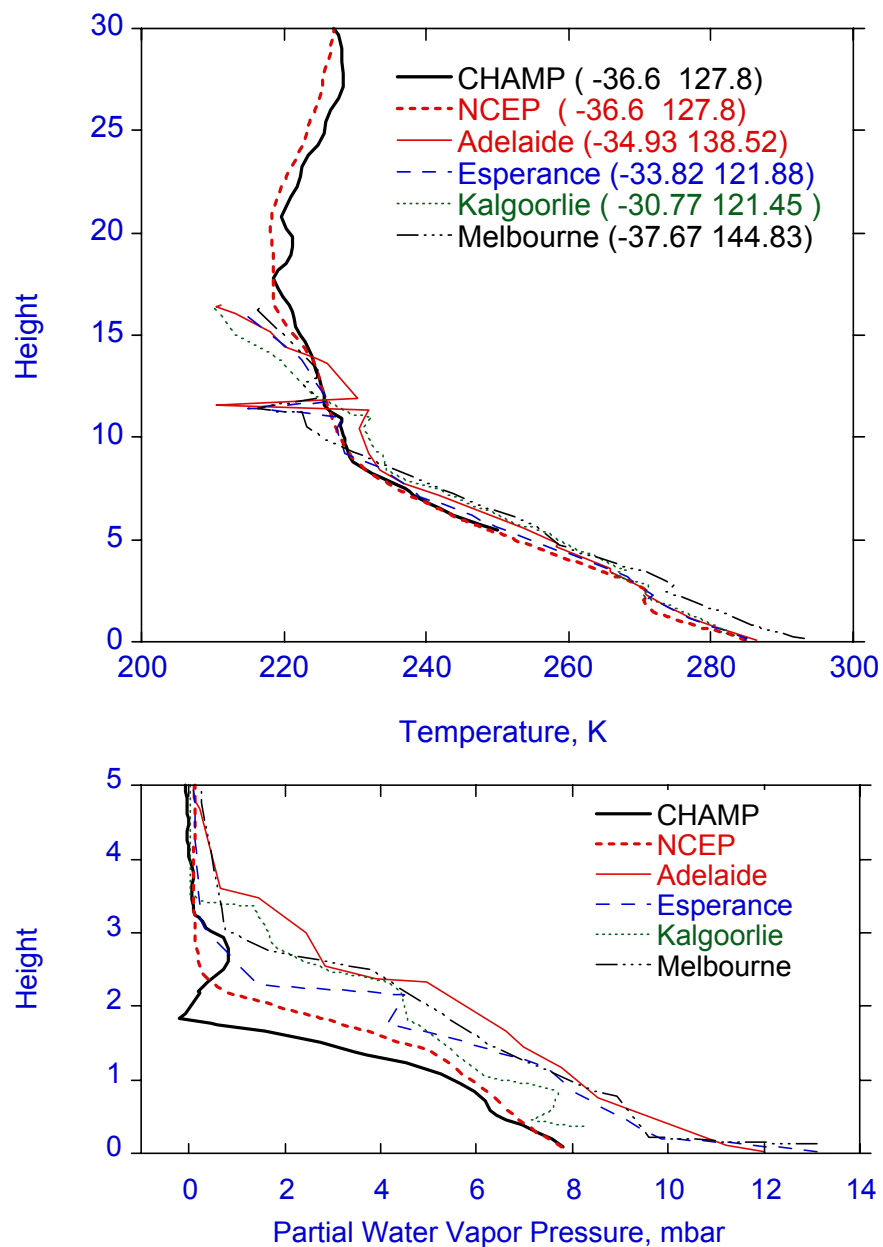 30
25
20
15
10
5
0
Height
CHAMP ( -36.6 127.8)
NCEP ( -36.6 127.8)
Adelaide (-34.93 138.52)
Esperance (-33.82 121.88)
Kalgoorlie ( -30.77 121.45 )
Melbourne (-37.67 144.83)
200 220 240 260 280 300
Temperature, K
5
4
3
2
1
0
Height
CHAMP
NCEP
Adelaide
Esperance
Kalgoorlie
Melbourne
0 2 4 6 8 10 12 14
Partial Water Vapor Pressure, mbar